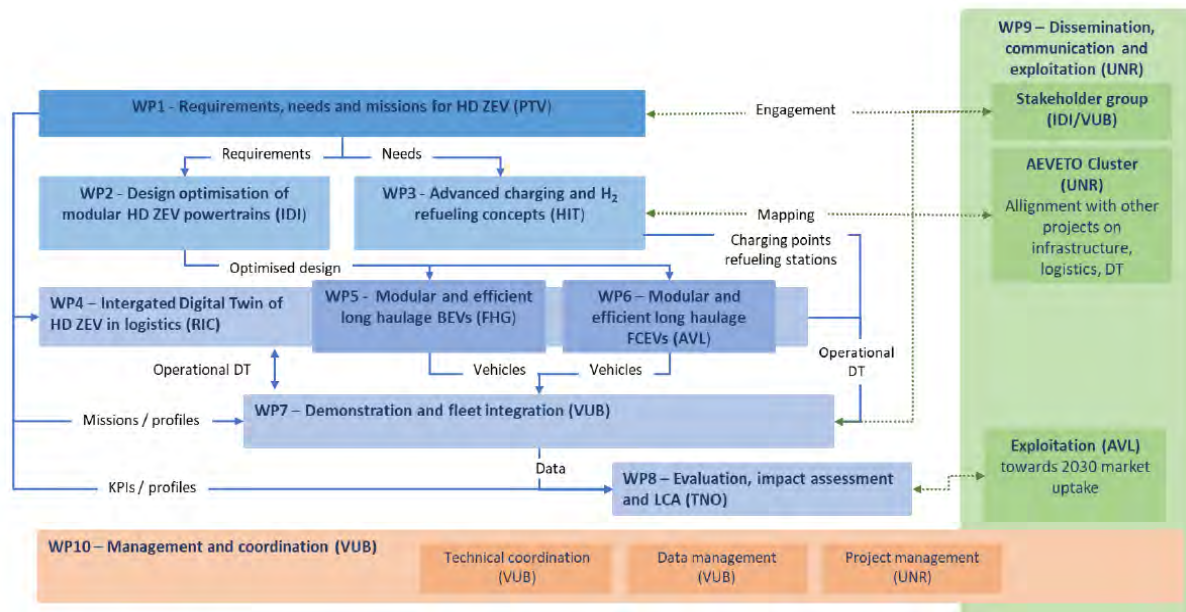 WP9 – Dissemination,
communication and
exploitation (UNR)
WP1 - Requirements, needs and missions for HD ZEV (PTV)
Engagement
Stakeholder group
(IDI/VUB)
Requirements
Needs
WP2 - Design optimisation of
modular HD ZEV powertrains (IDI)
WP3 - Advanced charging and H₂
refueling concepts (HIT)
Mapping
AEVETO Cluster
(UNR)
Allignment with other
projects on
infrastructure,
logistics, DT
Charging points
refueling stations
Optimised design
WP4 – Intergated Digital Twin of
HD ZEV in logistics (RIC)
WP5 - Modular and efficient
long haulage BEVs (FHG)
WP6 – Modular and
efficient long haulage
FCEVs (AVL)
Operational DT
Vehicles
Vehicles
Operational
DT
WP7 – Demonstration and fleet integration (VUB)
Missions / profiles
Data
KPIs / profiles
WP8 – Evaluation, impact assessment
and LCA (TNO)
Exploitation (AVL)
towards 2030 market
uptake
WP10 – Management and coordination (VUB)
Technical coordination
(VUB)
Data management
(VUB)
Project management
(UNR)